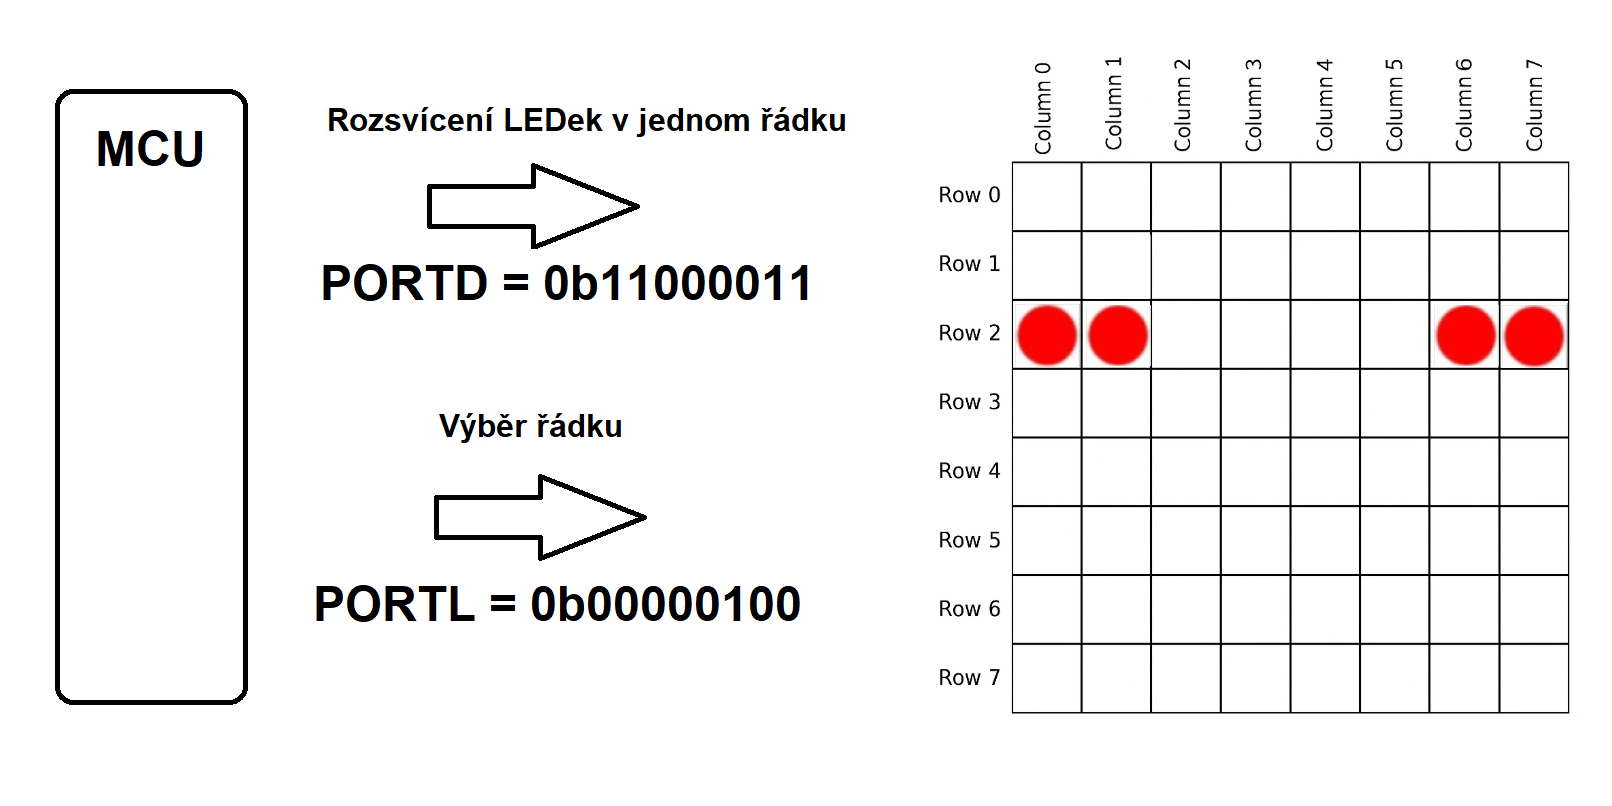 MCU
Rozsvícení LEDek v jednom řádku
PORTD = 0b11000011
Výběr řádku
PORTL = 0b00000100
Column 0
Column 1
Column 2
Column 3
Column 4
Column 5
Column 6
Column 7
Row 0
Row 1
Row 2
Row 3
Row 4
Row 5
Row 6
Row 7